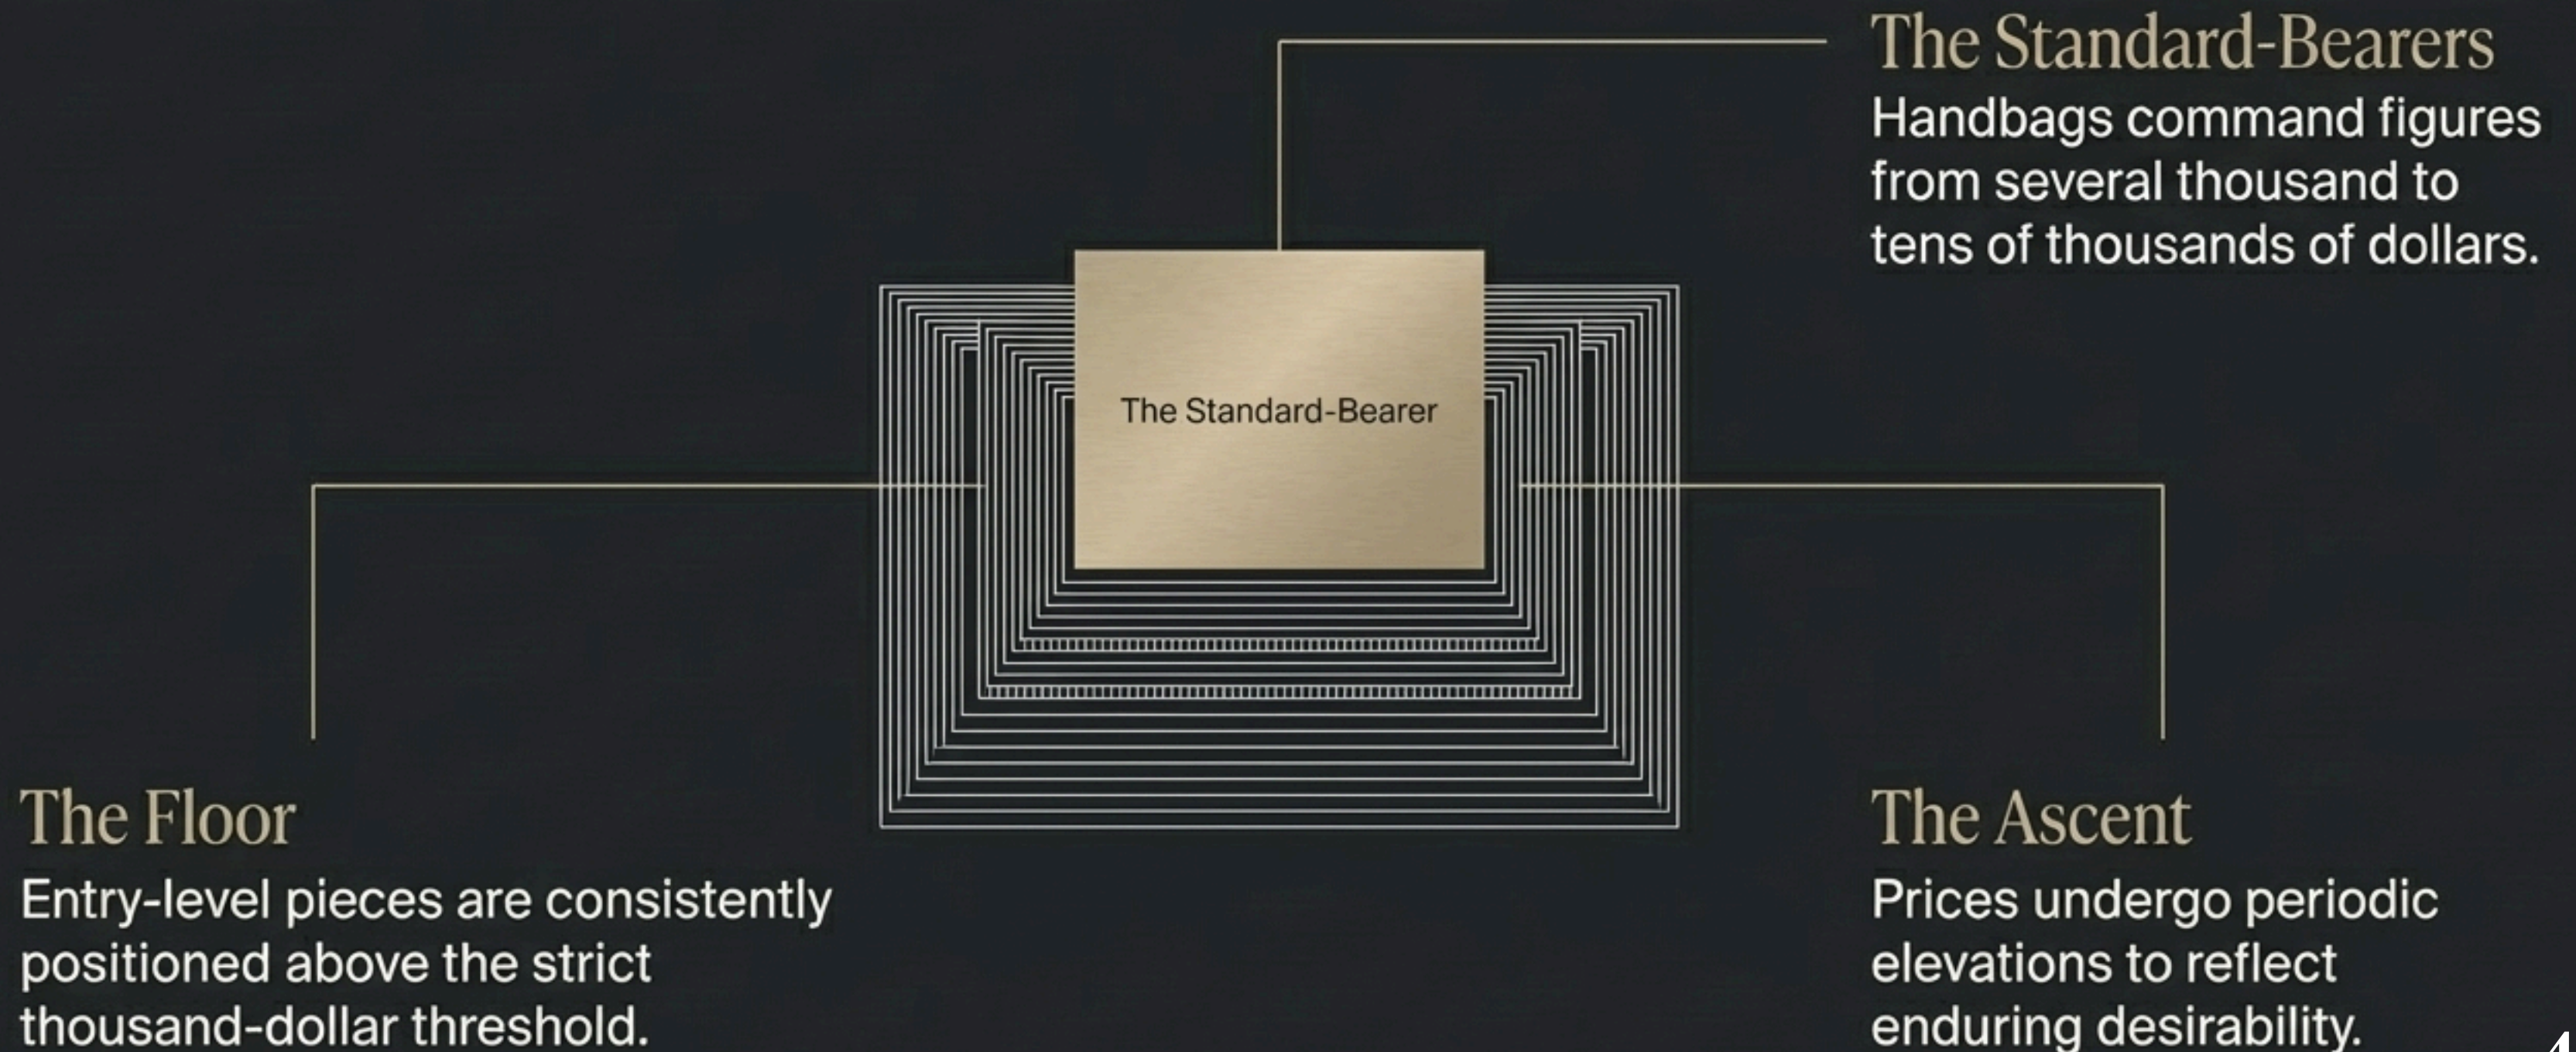 The Standard-Bearers
Handbags command figures
from several thousand to
tens of thousands of dollars.
The Standard-Bearer
The Floor
Entry-level pieces are consistently
positioned above the strict
thousand-dollar threshold.
The Ascent
Prices undergo periodic
elevations to reflect
enduring desirability.